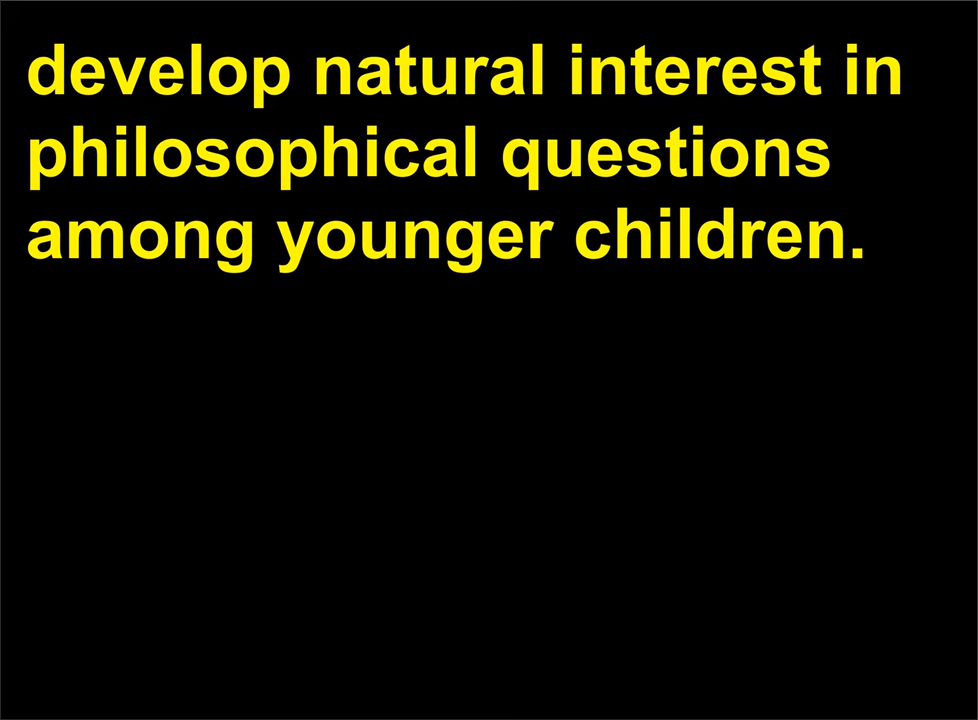 develop natural interest in
philosophical questions
among younger children.